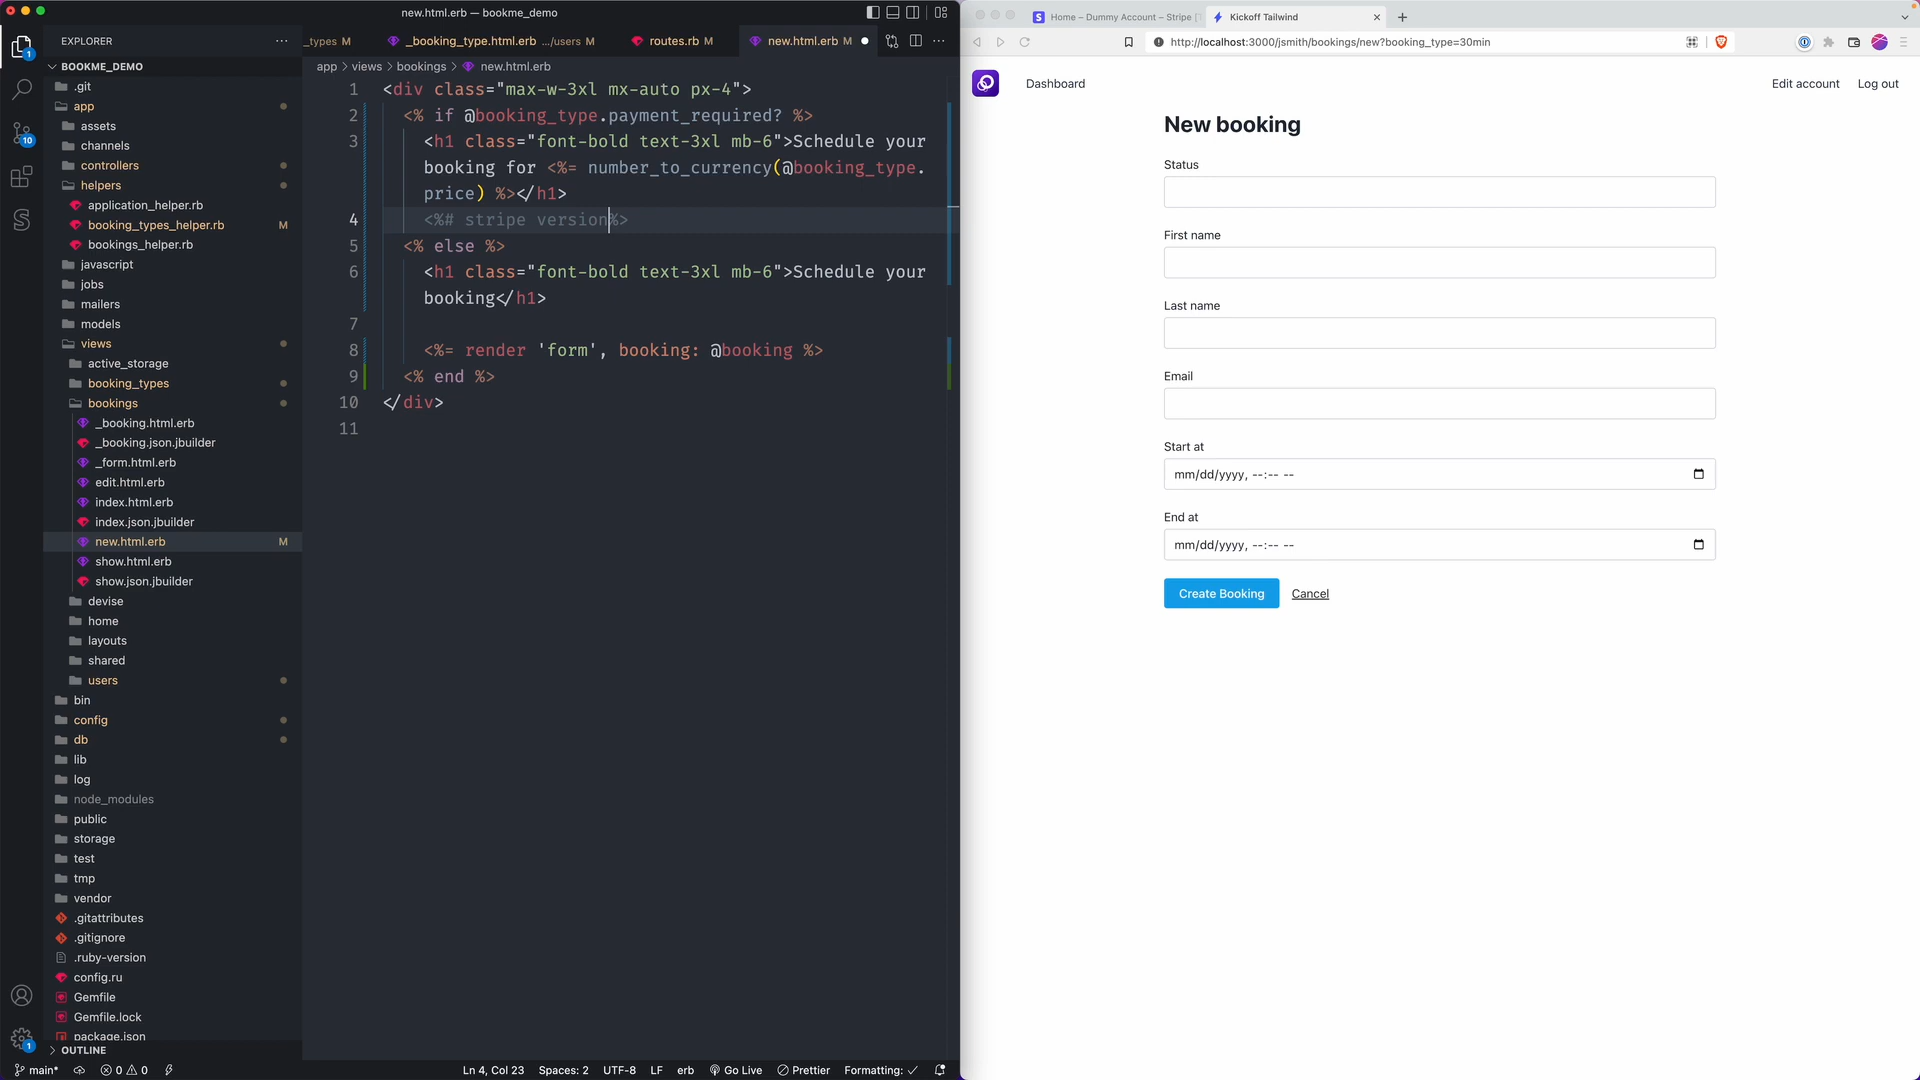 new.html.erb — bookme_demo
EXPLORER
_types M
_booking_type.html.erb .../users M
routes.rb M
new.html.erb M
BOOKME_DEMO
.git
app
assets
channels
controllers
helpers
application_helper.rb
booking_types_helper.rb M
bookings_helper.rb
javascript
jobs
mailers
models
views
active_storage
booking_types
bookings
_booking.html.erb
_booking.json.jbuilder
_form.html.erb
edit.html.erb
index.html.erb
index.json.jbuilder
new.html.erb M
show.html.erb
show.json.jbuilder
devise
home
layouts
shared
users
bin
config
db
lib
log
node_modules
public
storage
test
tmp
vendor
.gitattributes
.gitignore
.ruby-version
config.ru
Gemfile
Gemfile.lock
package.json
OUTLINE
1
10
1
app > views > bookings > new.html.erb
1 <div class="max-w-3xl mx-auto px-4">
2 <% if @booking_type.payment_required? %>
3 <h1 class="font-bold text-3xl mb-6">Schedule your
booking for <%= number_to_currency(@booking_type.
price) %></h1>
4 <%# stripe version%>
5 <% else %>
6 <h1 class="font-bold text-3xl mb-6">Schedule your
booking</h1>
7
8 <%= render 'form', booking: @booking %>
9 <% end %>
10 </div>
11
main* 0 0 Ln 4, Col 23 Spaces: 2 UTF-8 LF erb Go Live Prettier Formatting:
Home – Dummy Account – Stripe [T
Kickoff Tailwind
http://localhost:3000/jsmith/bookings/new?booking_type=30min
Dashboard Edit account Log out
New booking
Status
First name
Last name
Email
Start at
mm/dd/yyyy, --:-- --
End at
mm/dd/yyyy, --:-- --
Create Booking Cancel